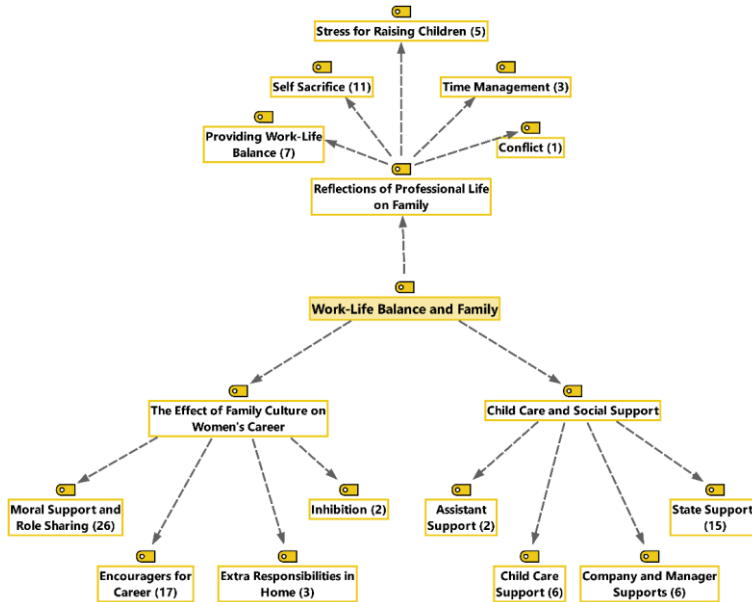 Stress for Raising Children (5)
Self Sacrifice (11)
Time Management (3)
Providing Work-Life
Balance (7)
Conflict (1)
Reflections of Professional Life
on Family
Work-Life Balance and Family
The Effect of Family Culture on
Women's Career
Child Care and Social Support
Moral Support and
Role Sharing (26)
Inhibition (2)
Assistant
Support (2)
State Support
(15)
Encouragers for
Career (17)
Extra Responsibilities in
Home (3)
Child Care
Support (6)
Company and Manager
Supports (6)